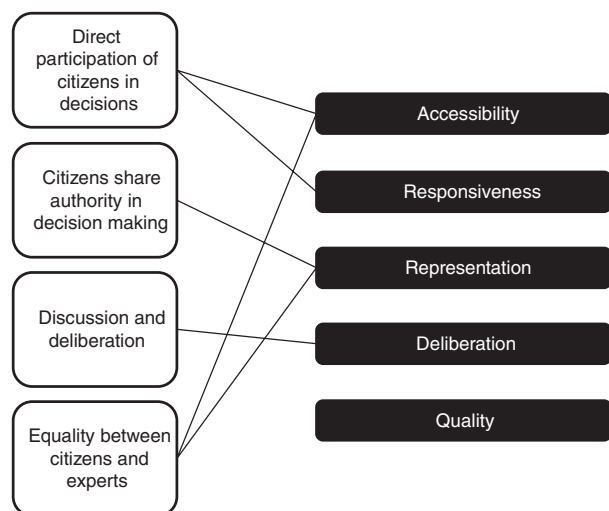 Direct
participation of
citizens in
decisions
Citizens share
authority in
decision making
Discussion and
deliberation
Equality between
citizens and
experts
Accessibility
Responsiveness
Representation
Deliberation
Quality